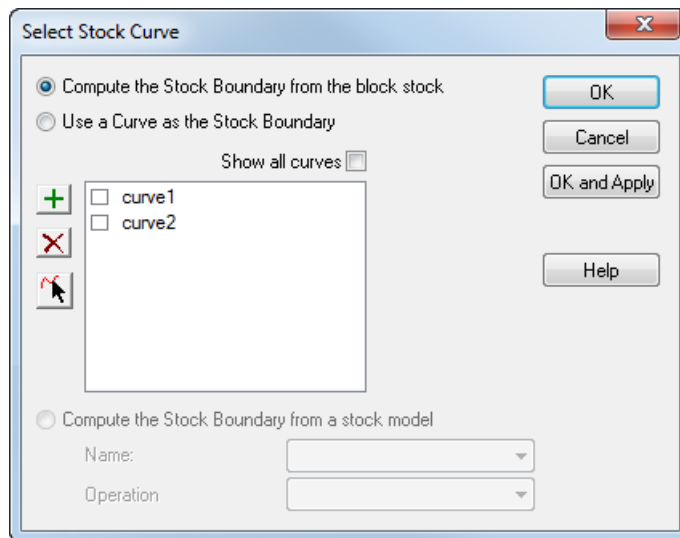 Select Stock Curve
Compute the Stock Boundary from the block stock
OK
Use a Curve as the Stock Boundary
Cancel
Show all curves
OK and Apply
curve1
curve2
Help
Compute the Stock Boundary from a stock model
Name:
Operation